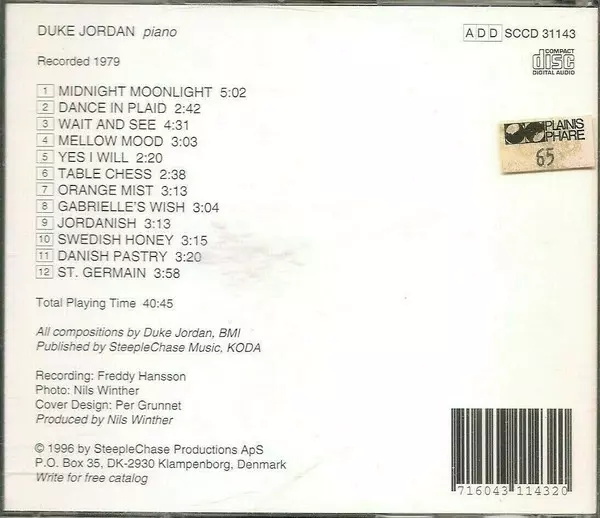 DUKE JORDAN piano
ADD SCCD 31143
Recorded 1979
COMPACT
disc
DIGITAL AUDIO
1 MIDNIGHT MOONLIGHT 5:02
2 DANCE IN PLAID 2:42
3 WAIT AND SEE 4:31
4 MELLOW MOOD 3:03
5 YES I WILL 2:20
6 TABLE CHESS 2:38
7 ORANGE MIST 3:13
8 GABRIELLE'S WISH 3:04
9 JORDANISH 3:13
10 SWEDISH HONEY 3:15
11 DANISH PASTRY 3:20
12 ST. GERMAIN 3:58
PLAINIS
PHARE
65
Total Playing Time 40:45
All compositions by Duke Jordan, BMI
Published by SteepleChase Music, KODA
Recording: Freddy Hansson
Photo: Nils Winther
Cover Design: Per Grunnet
Produced by Nils Winther
© 1996 by SteepleChase Productions ApS
P.O. Box 35, DK-2930 Klampenborg, Denmark
Write for free catalog
716043 114320